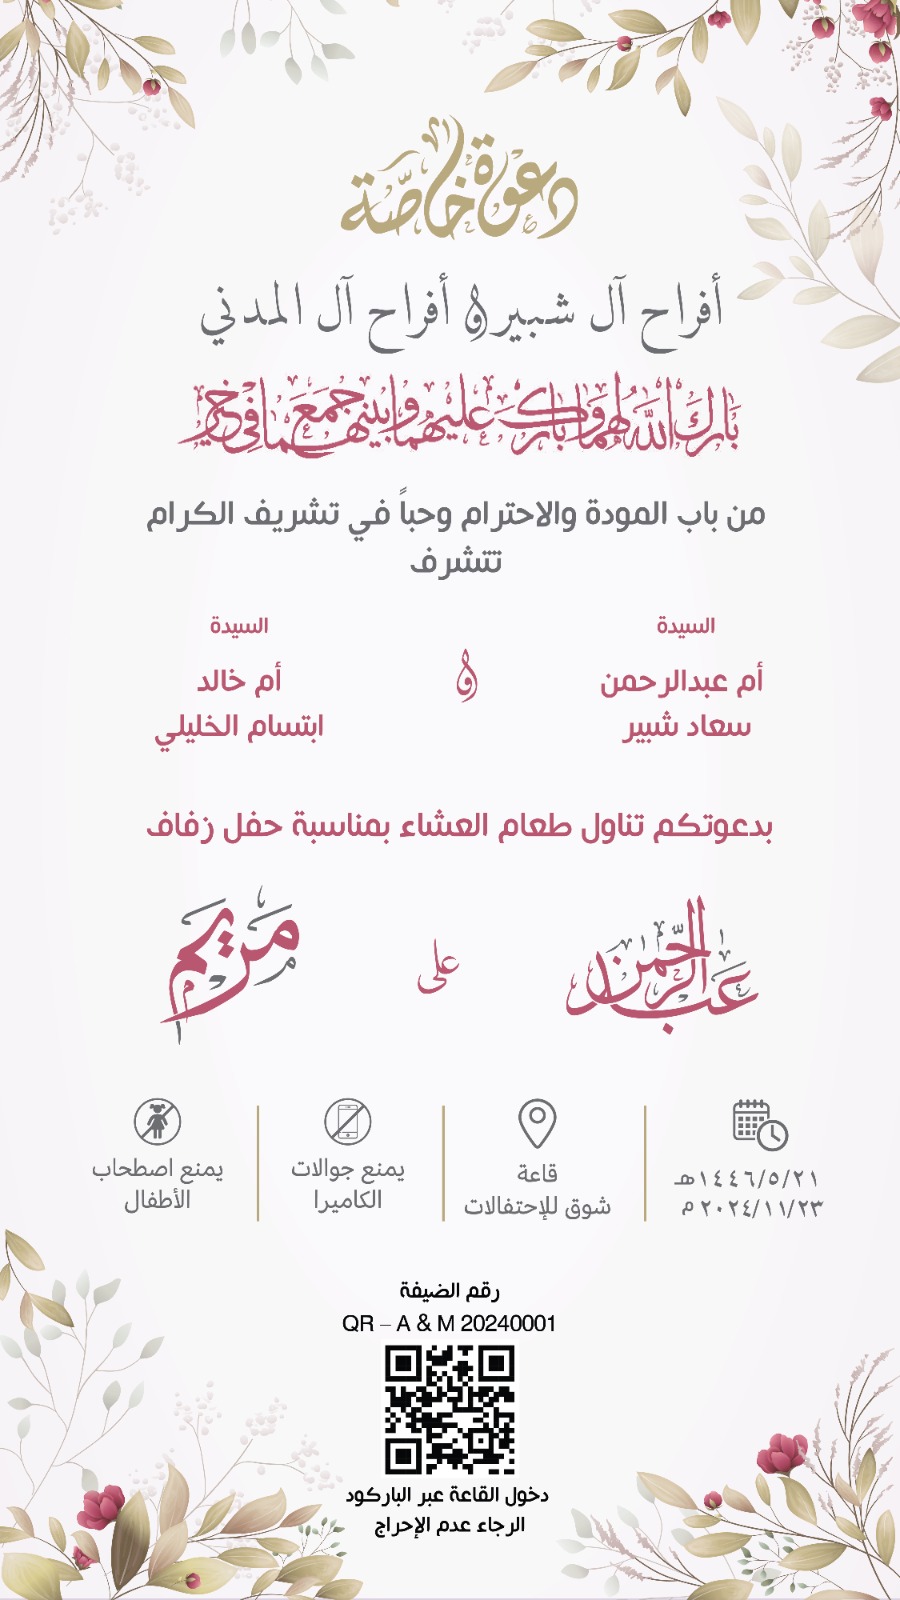 دعوة خاصة
أفراح آل شبير و أفراح آل المدني
بارك الله لهما وبارك عليهما وجمع بينهما في خير
من باب المودة والاحترام وحباً في تشريف الكرام
تتشرف
السيدة
أم عبدالرحمن
سعاد شبير
و
السيدة
أم خالد
ابتسام الخليلي
بدعوتكم تناول طعام العشاء بمناسبة حفل زفاف
عبد الرحمن
على
مريم
١٤٤٦/٥/٢١هـ
٢٠٢٤/١١/٢٣ م
قاعة
شوق للإحتفالات
يمنع جوالات
الكاميرا
يمنع اصطحاب
الأطفال
رقم الضيفة
QR – A & M 20240001
دخول القاعة عبر الباركود
الرجاء عدم الإحراج